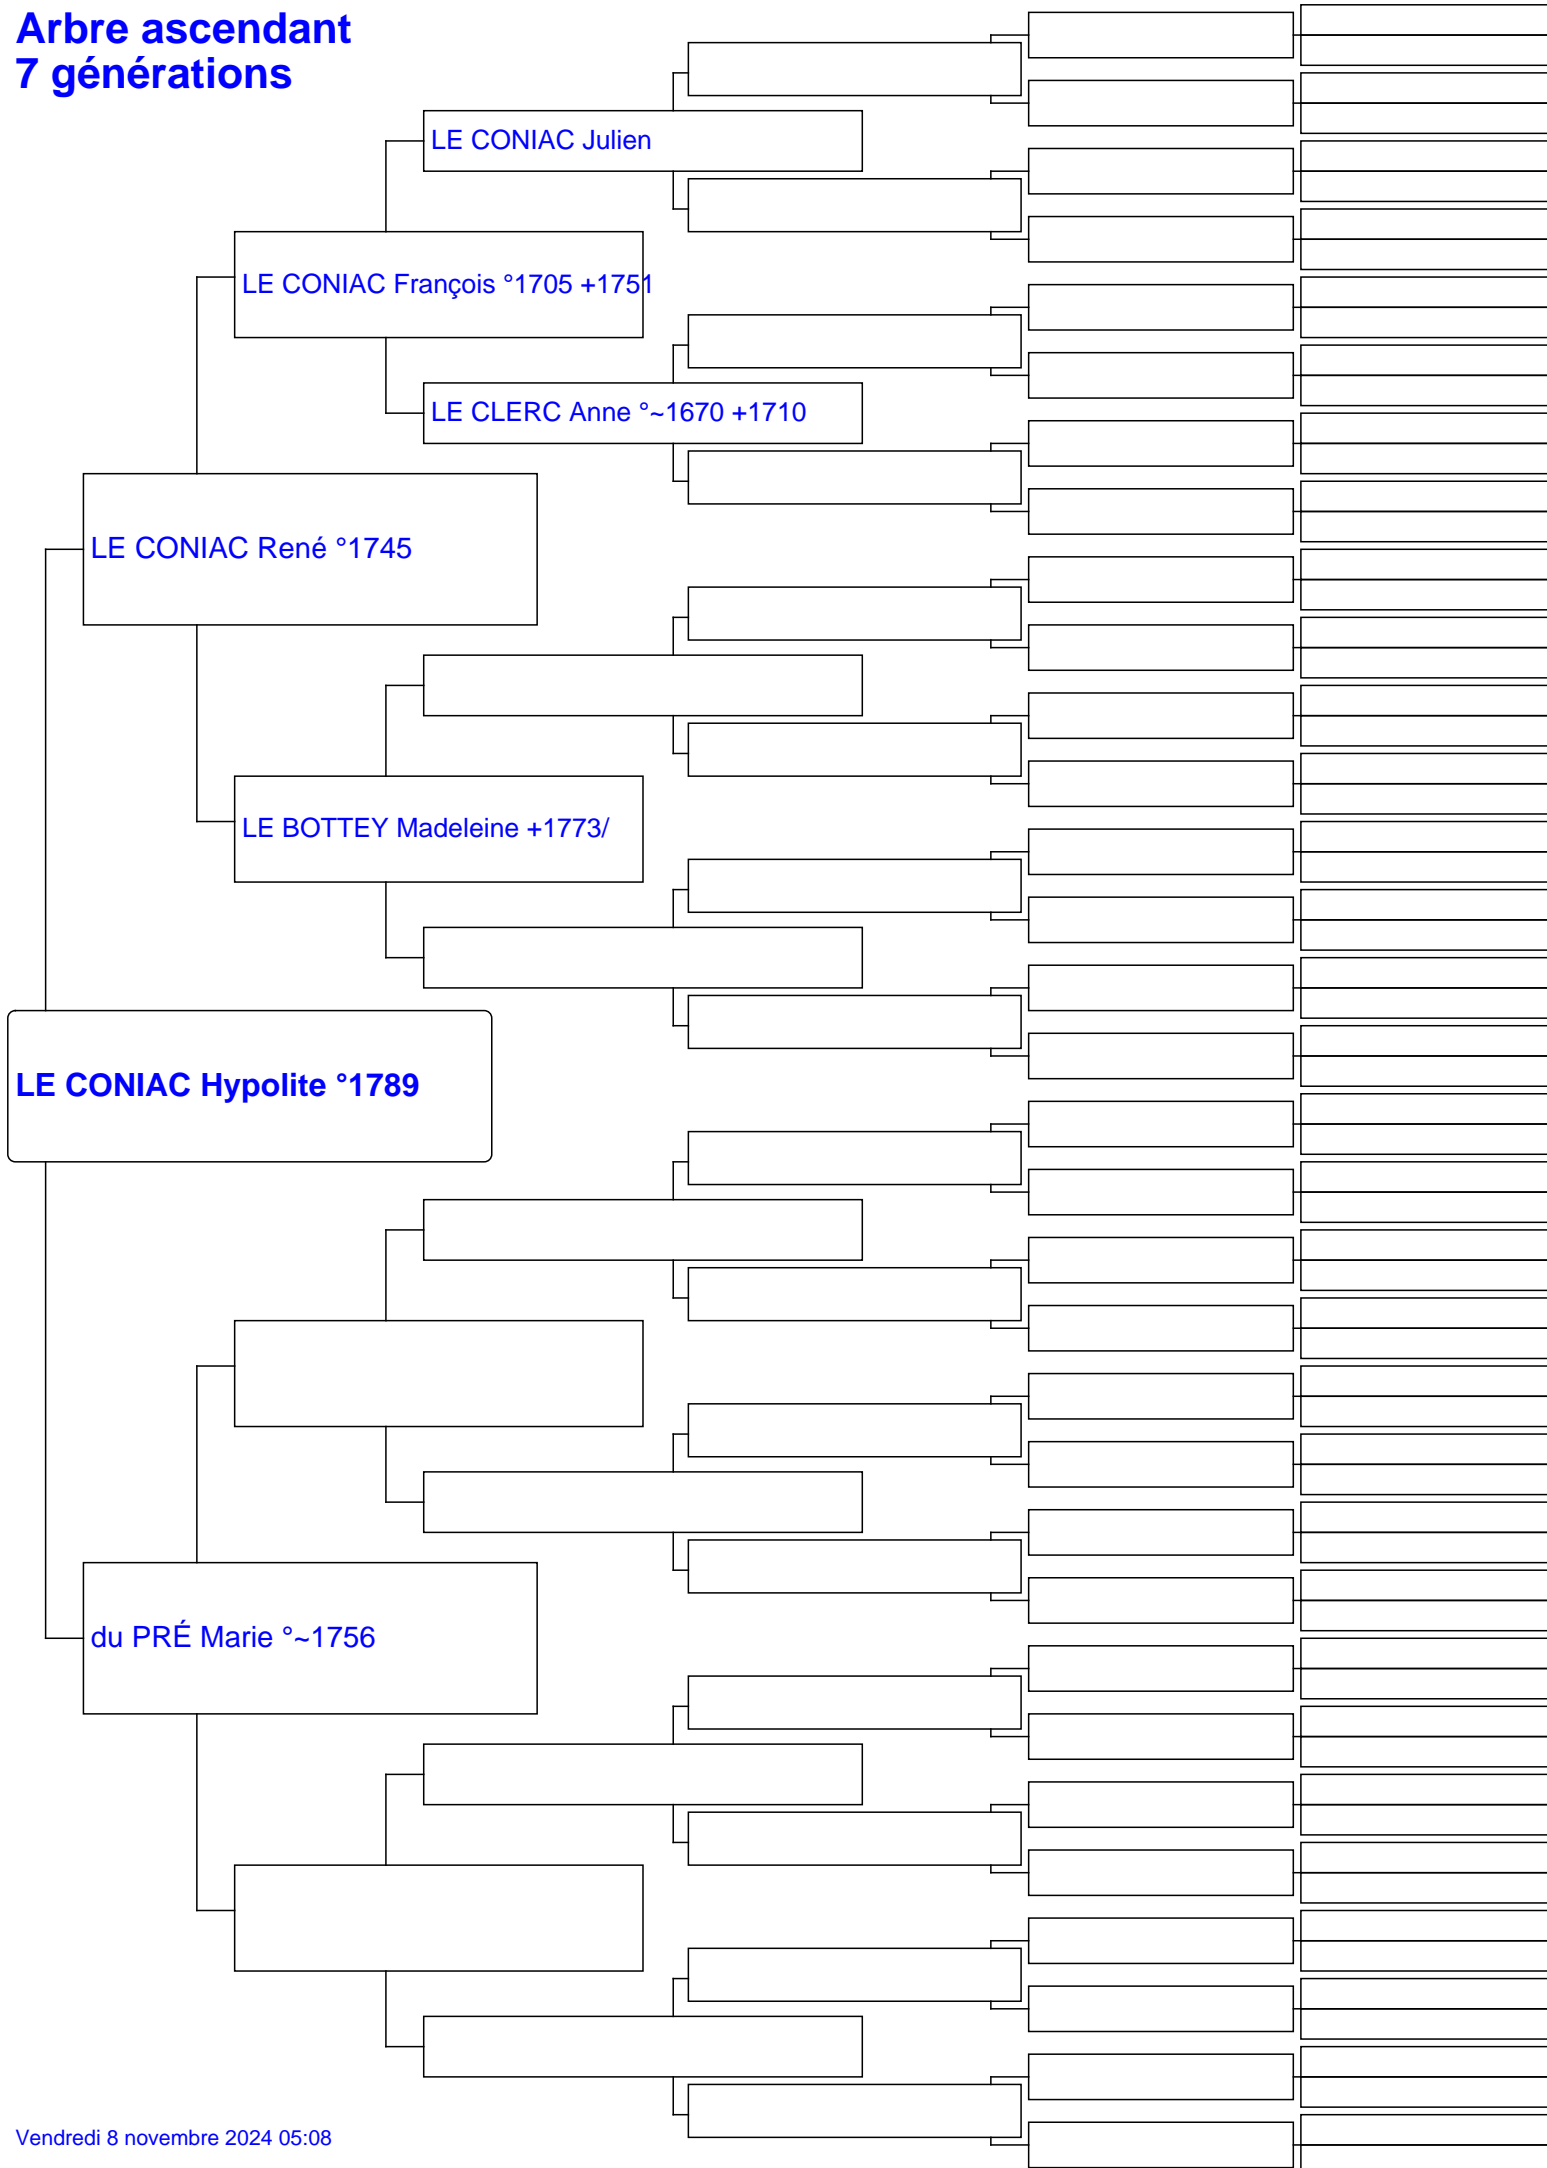 Arbre ascendant
7 générations
LE CONIAC Julien
LE CONIAC François °1705 +1751
LE CLERC Anne °~1670 +1710
LE CONIAC René °1745
LE BOTTEY Madeleine +1773/
LE CONIAC Hypolite °1789
du PRÉ Marie °~1756
Vendredi 8 novembre 2024 05:08